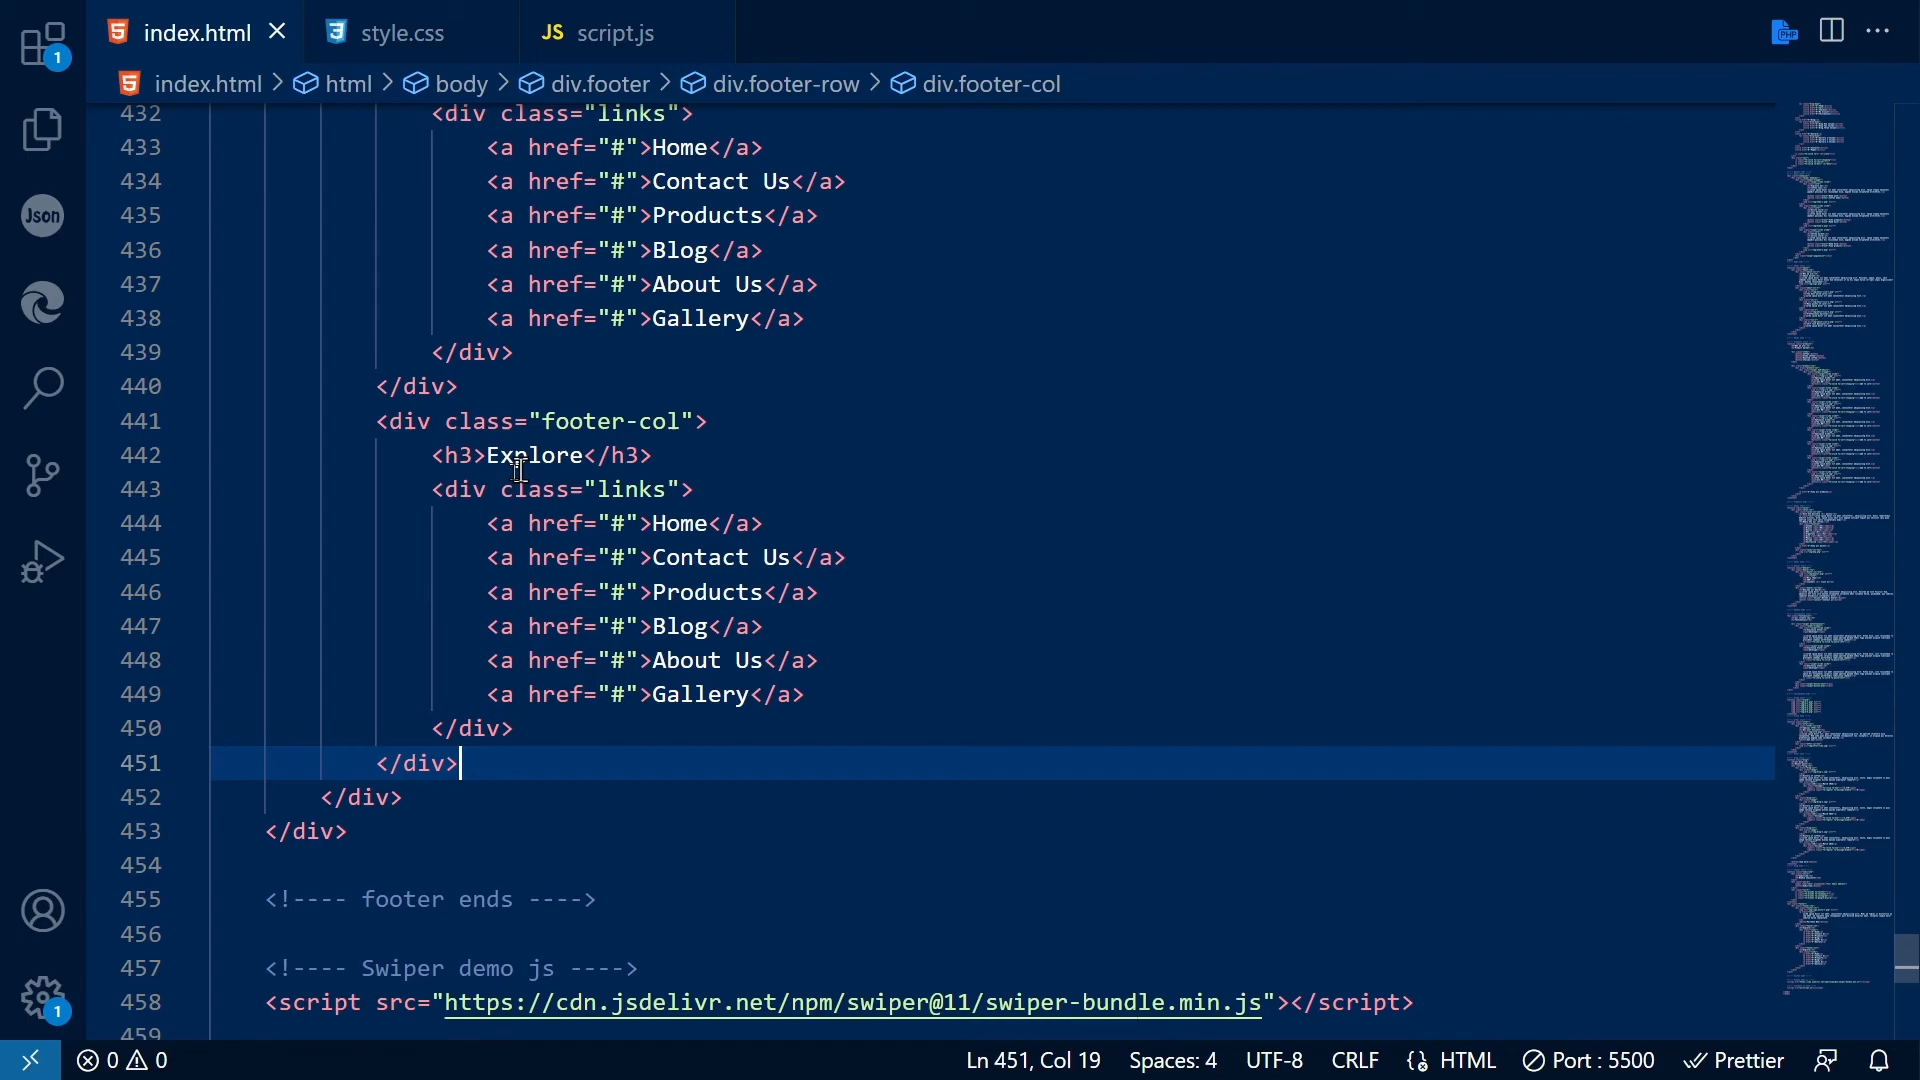 index.html
style.css
JS script.js
PHP
1
index.html > html > body > div.footer > div.footer-row > div.footer-col
Json
432 <div class="links">
433 <a href="#">Home</a>
434 <a href="#">Contact Us</a>
435 <a href="#">Products</a>
436 <a href="#">Blog</a>
437 <a href="#">About Us</a>
438 <a href="#">Gallery</a>
439 </div>
440 </div>
441 <div class="footer-col">
442 <h3>Explore</h3>
443 <div class="links">
444 <a href="#">Home</a>
445 <a href="#">Contact Us</a>
446 <a href="#">Products</a>
447 <a href="#">Blog</a>
448 <a href="#">About Us</a>
449 <a href="#">Gallery</a>
450 </div>
451 </div>
452 </div>
453 </div>
454
455 <!---- footer ends ---->
456
457 <!---- Swiper demo js ---->
458 <script src="https://cdn.jsdelivr.net/npm/swiper@11/swiper-bundle.min.js"></script>
459
1
0 0 Ln 451, Col 19 Spaces: 4 UTF-8 CRLF HTML Port : 5500 Prettier